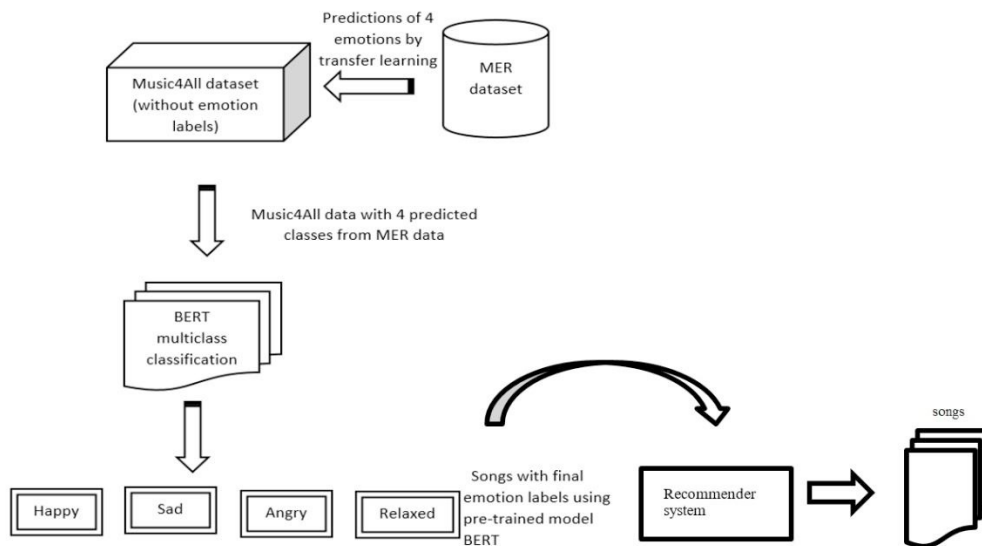 Predictions of 4
emotions by
transfer learning
Music4All dataset
(without emotion
labels)
MER
dataset
Music4All data with 4 predicted
classes from MER data
BERT
multiclass
classification
songs
Happy
Sad
Angry
Relaxed
Songs with final
emotion labels using
pre-trained model
BERT
Recommender
system